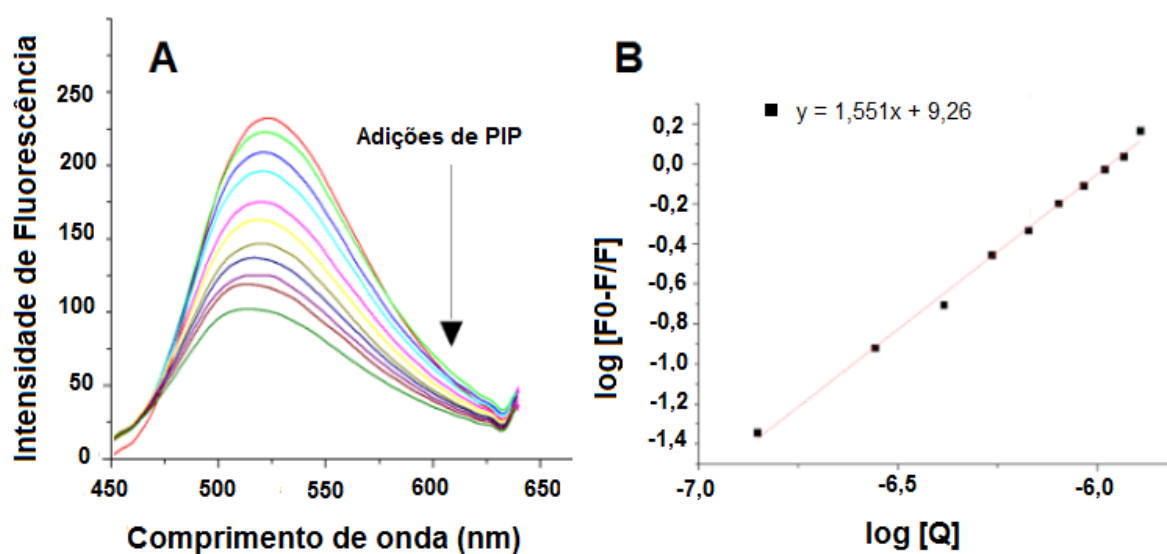 A
Intensidade de Fluorescência
250
200
150
100
50
0
Adições de PIP
450
500
550
600
650
Comprimento de onda (nm)
B
y = 1,551x + 9,26
log [F0-F/F]
0,2
0,0
-0,2
-0,4
-0,6
-0,8
-1,0
-1,2
-1,4
-7,0
-6,5
-6,0
log [Q]